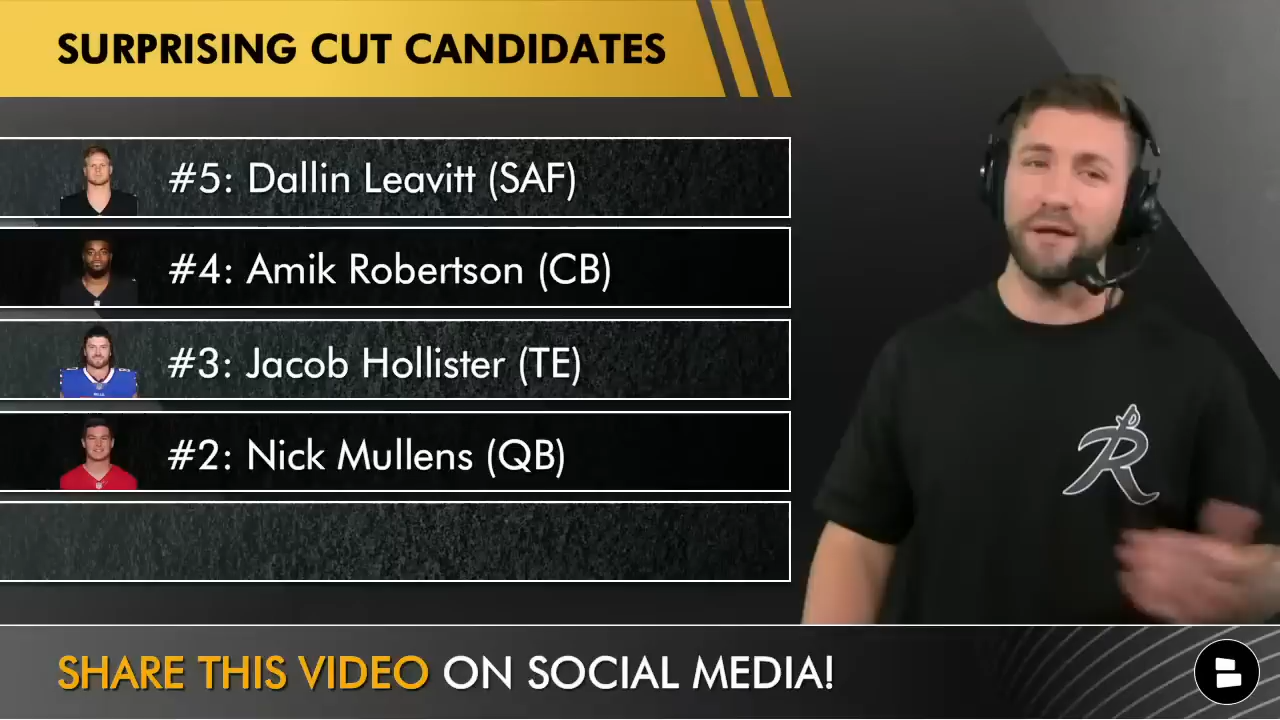 SURPRISING CUT CANDIDATES
#5: Dallin Leavitt (SAF)
#4: Amik Robertson (CB)
#3: Jacob Hollister (TE)
#2: Nick Mullens (QB)
R
SHARE THIS VIDEO ON SOCIAL MEDIA!